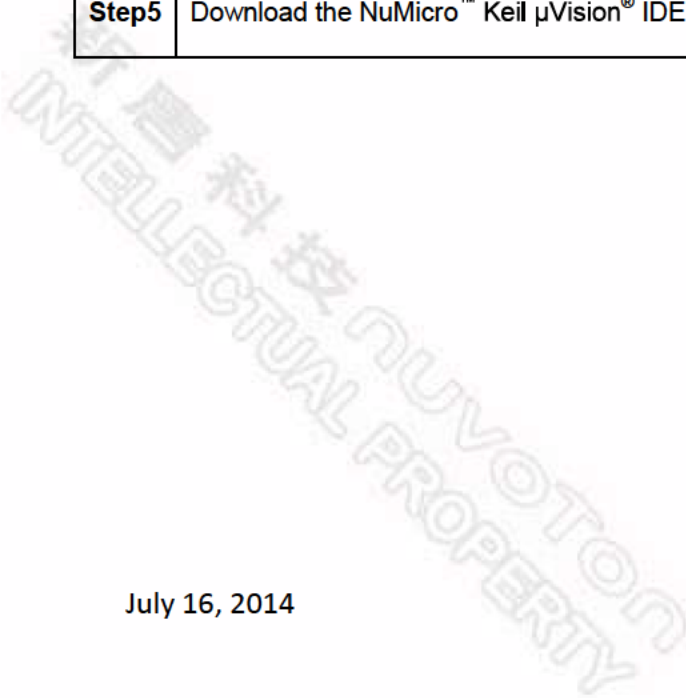 Step5 Download the NuMicro™ Keil µVision® IDE
新唐科技 nuvoTon
INTELLECTUAL PROPERTY
July 16, 2014